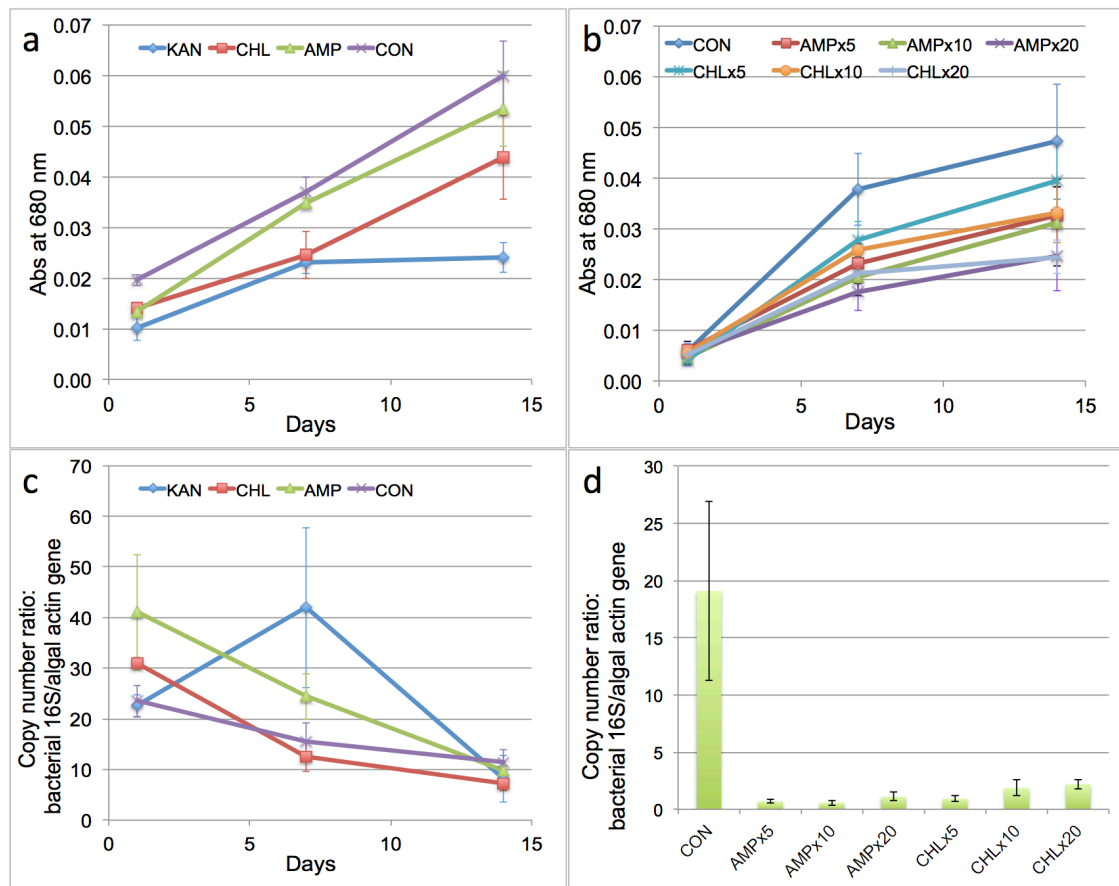 a
KAN CHL AMP CON
0.07
0.06
0.05
0.04
0.03
0.02
0.01
0.00
Abs at 680 nm
0 5 10 15
Days
b
CON AMPx5 AMPx10 AMPx20
CHLx5 CHLx10 CHLx20
0.07
0.06
0.05
0.04
0.03
0.02
0.01
0.00
Abs at 680 nm
0 5 10 15
Days
c
KAN CHL AMP CON
70
60
50
40
30
20
10
0
Copy number ratio:
bacterial 16S/algal actin gene
0 5 10 15
Days
d
30
25
20
15
10
5
0
Copy number ratio:
bacterial 16S/algal actin gene
CON AMPx5 AMPx10 AMPx20 CHLx5 CHLx10 CHLx20